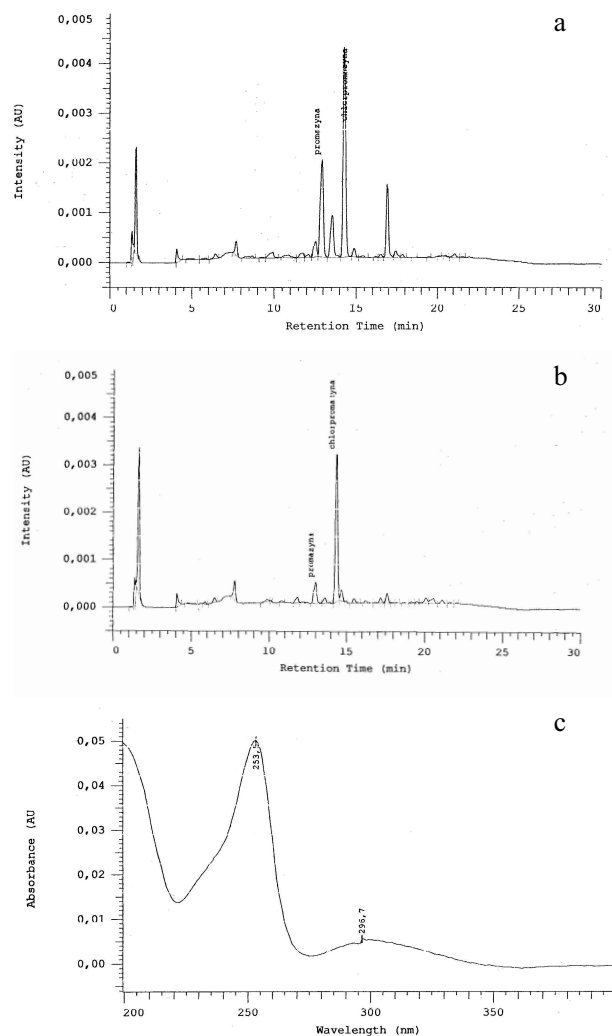 a
0,005
0,004
0,003
0,002
0,001
0,000
Intensity (AU)
promazyna
chlorpromazyna
0 5 10 15 20 25 30
Retention Time (min)
b
0,005
0,004
0,003
0,002
0,001
0,000
Intensity (AU)
promazyna
chlorpromazyna
0 5 10 15 20 25 30
Retention Time (min)
c
0,05
0,04
0,03
0,02
0,01
0,00
Absorbance (AU
296,7
200 250 300 350
Wavelength (nm)